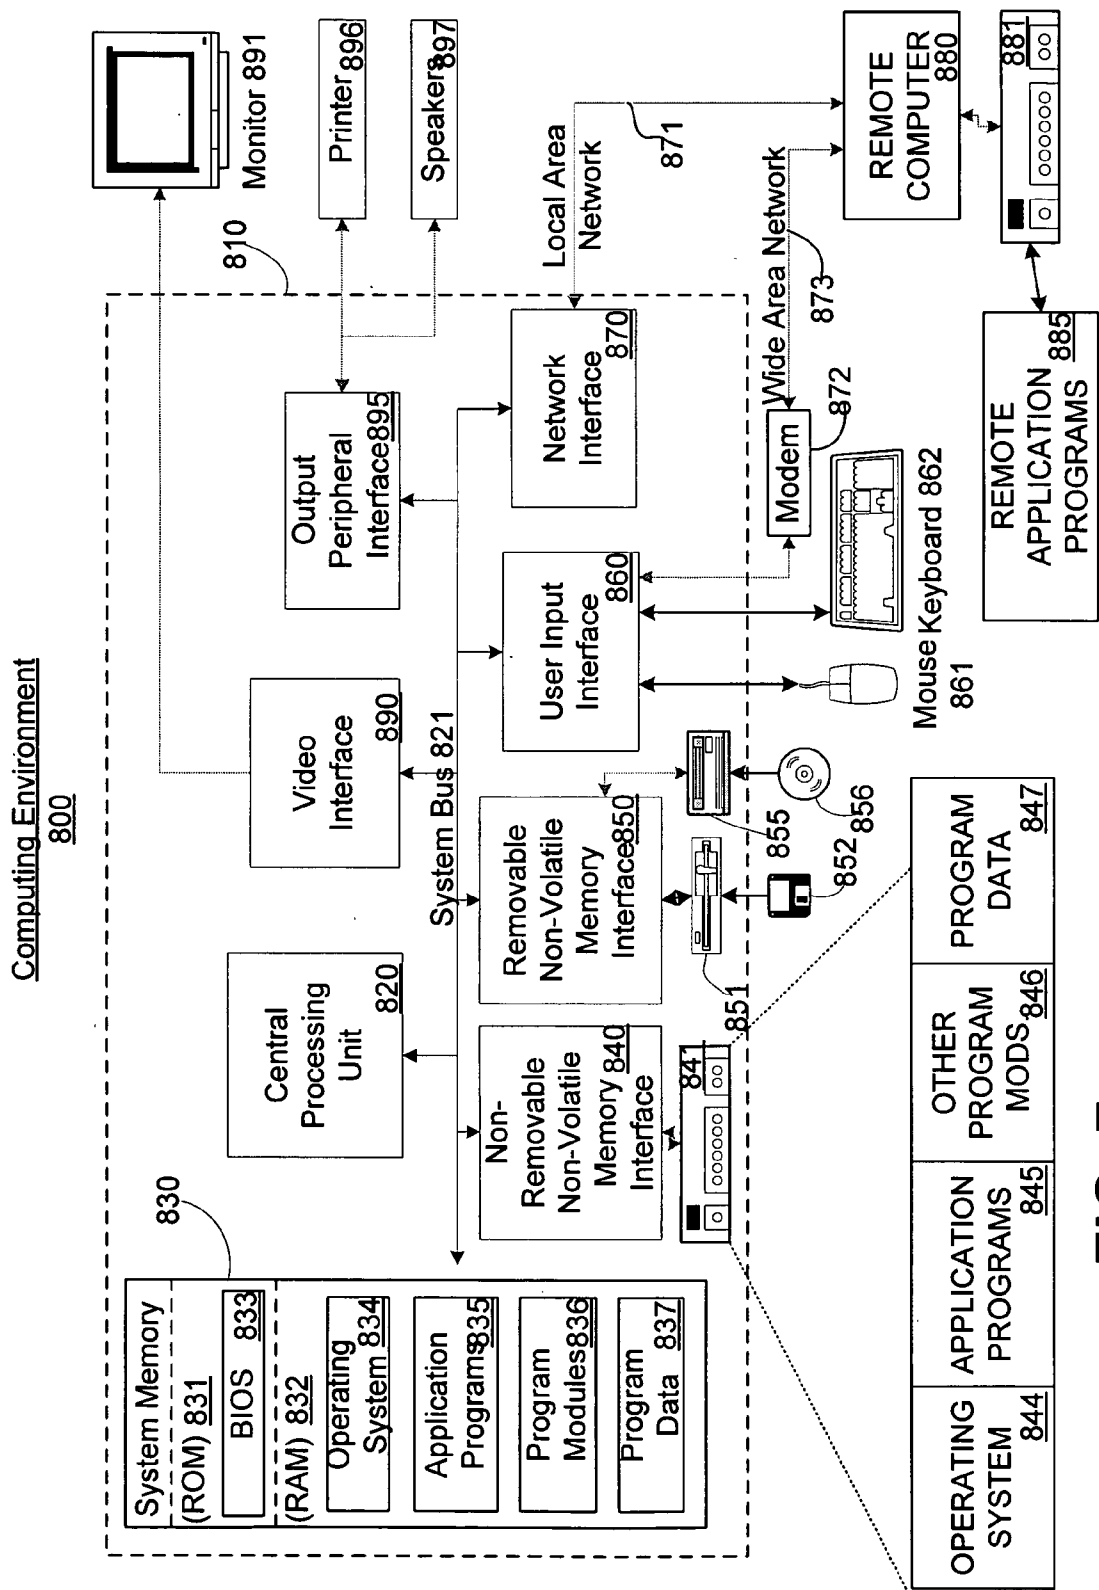 Computing Environment
800
System Memory
(ROM) 831
BIOS 833
(RAM) 832
Operating
System 834
Application
Programs 835
Program
Modules 836
Program
Data 837
830
Central
Processing
Unit
820
Video
Interface
890
Output
Peripheral
Interface 895
810
Monitor 891
Printer
896
Speakers
897
System Bus 821
Non-
Removable
Non-Volatile
Memory 840
Interface
Removable
Non-Volatile
Memory
Interface 850
User Input
Interface
860
Network
Interface
870
Local Area
Network
871
Wide Area Network
873
Modem
872
REMOTE
COMPUTER
880
881
841
851
852
855
856
Mouse
861
Keyboard 862
REMOTE
APPLICATION
PROGRAMS
885
OPERATING
SYSTEM
844
APPLICATION
PROGRAMS
845
OTHER
PROGRAM
MODS.
846
PROGRAM
DATA
847